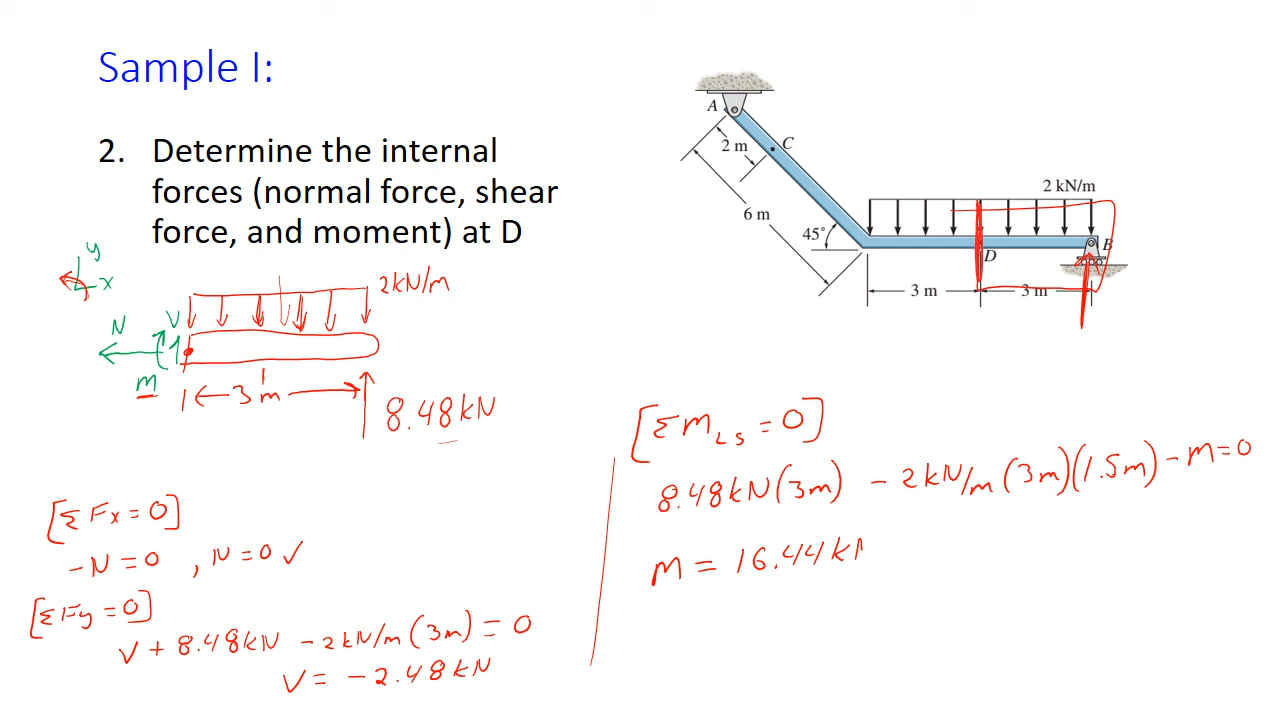 Sample I:
2. Determine the internal
forces (normal force, shear
force, and moment) at D
A
C
2 m
6 m
45°
2 kN/m
B
D
3 m
3 m
y
x
2kN/m
N
V
m
3 m
8.48kN
[ΣFx = 0]
-N = 0 , N = 0 ✓
[ΣFy = 0]
V + 8.48kN - 2kN/m (3m) = 0
V = -2.48kN
[Σm LS = 0]
8.48kN (3m) - 2kN/m (3m)(1.5m) - m = 0
m = 16.44k